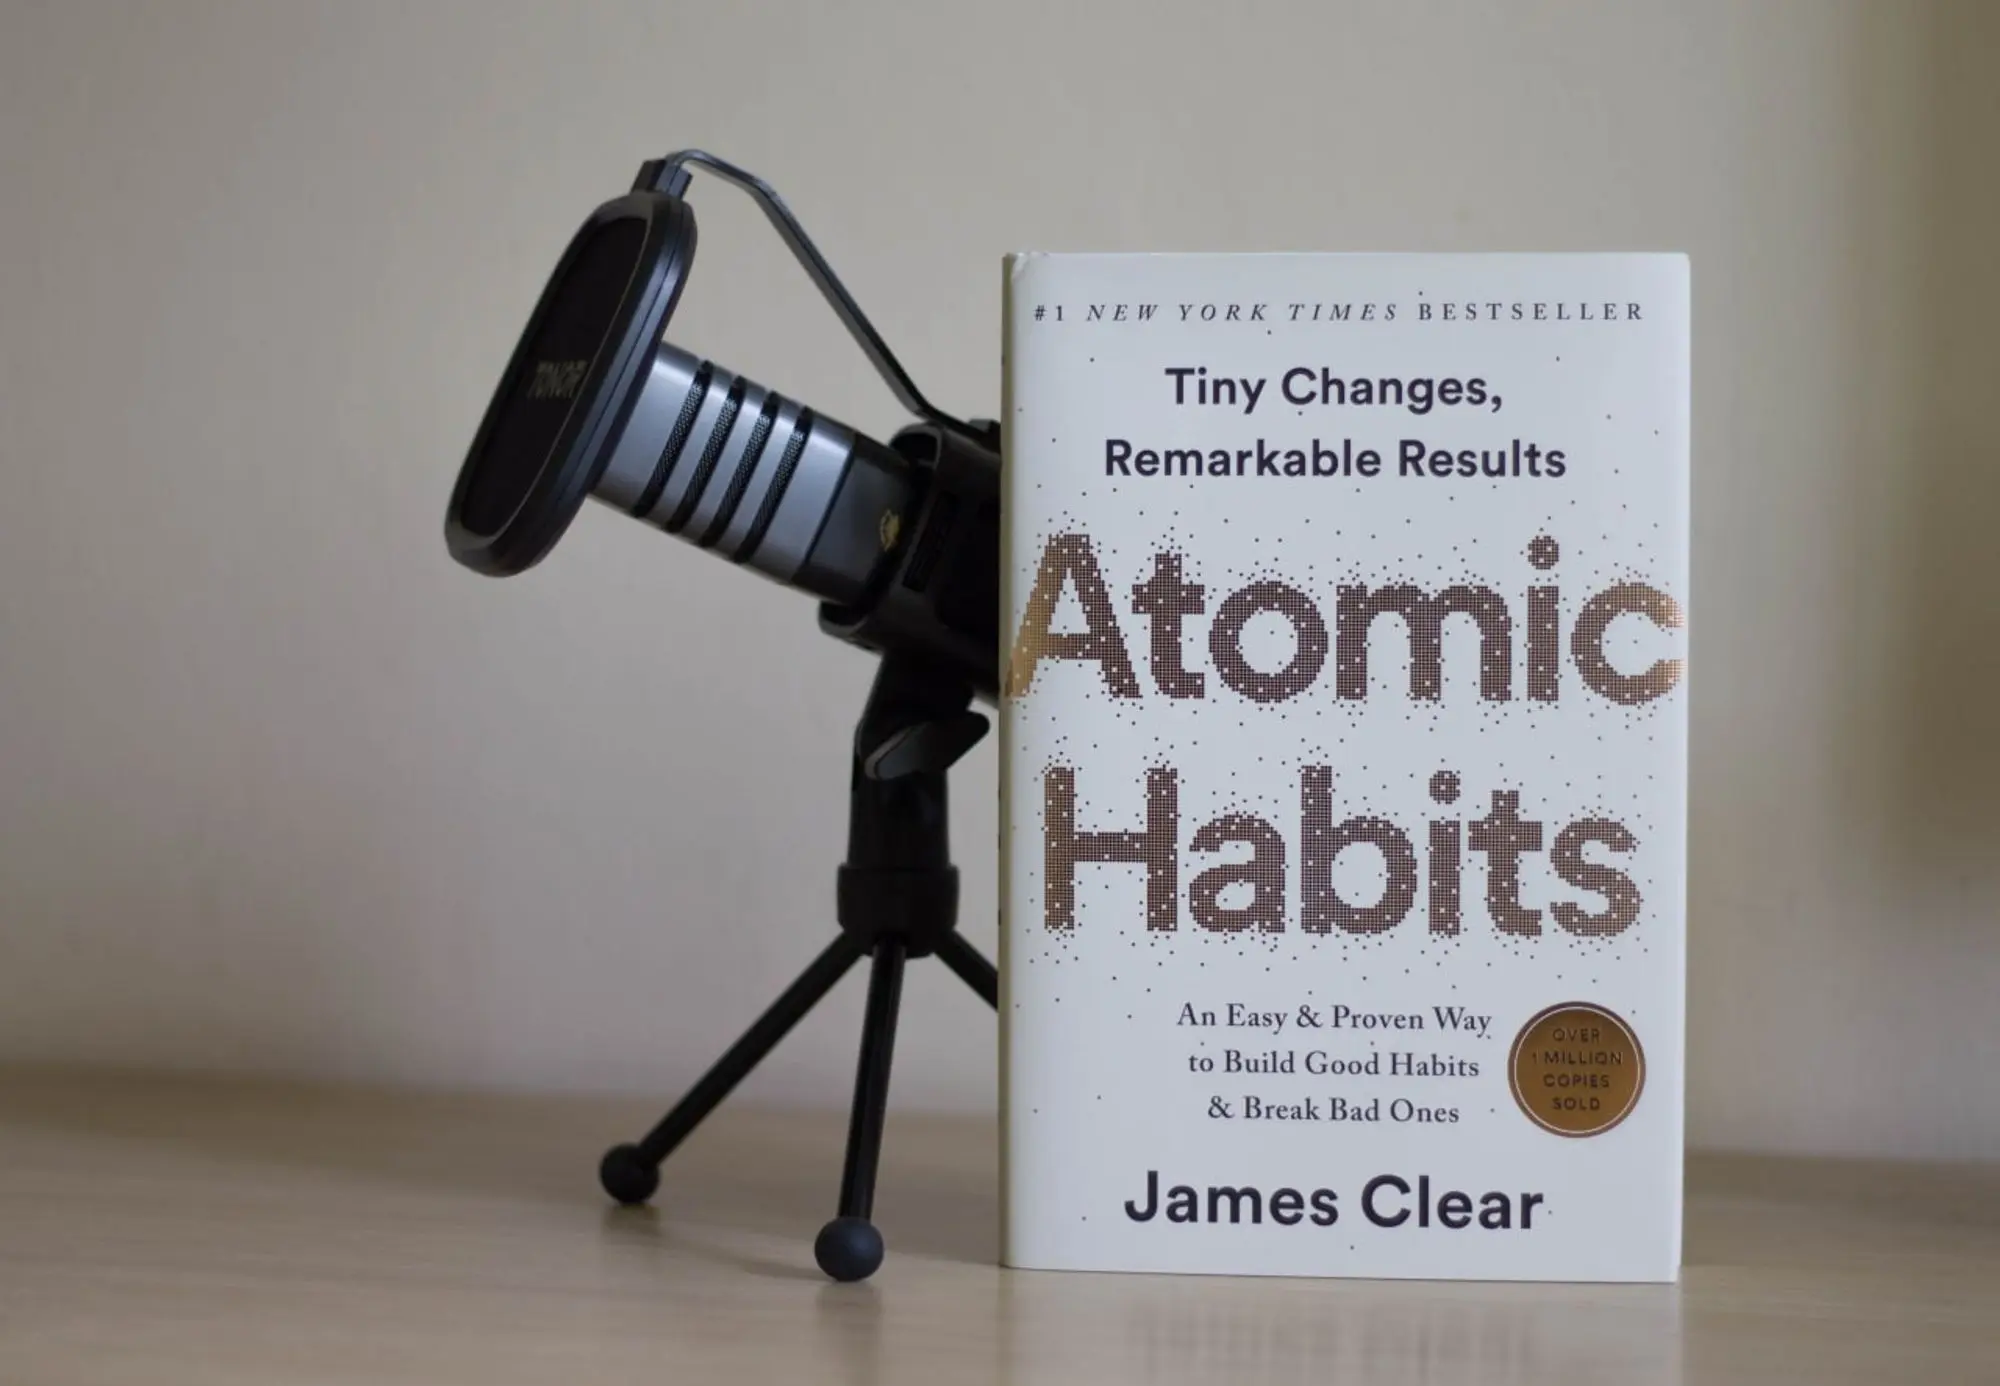 #1 NEW YORK TIMES BESTSELLER
Tiny Changes,
Remarkable Results
Atomic
Habits
An Easy & Proven Way
to Build Good Habits
& Break Bad Ones
OVER
1 MILLION
COPIES
SOLD
James Clear